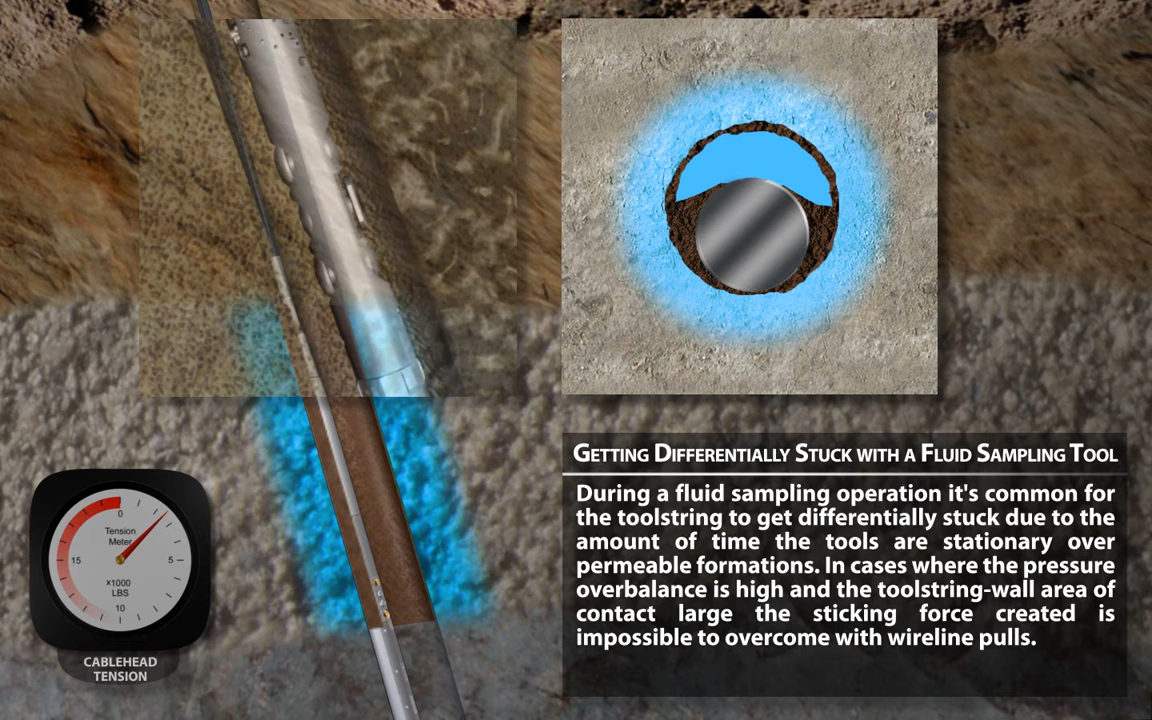 GETTING DIFFERENTIALLY STUCK WITH A FLUID SAMPLING TOOL
During a fluid sampling operation it's common for
the toolstring to get differentially stuck due to the
amount of time the tools are stationary over
permeable formations. In cases where the pressure
overbalance is high and the toolstring-wall area of
contact large the sticking force created is
impossible to overcome with wireline pulls.
0
Tension
Meter
15
5
x1000
LBS
10
CABLEHEAD
TENSION